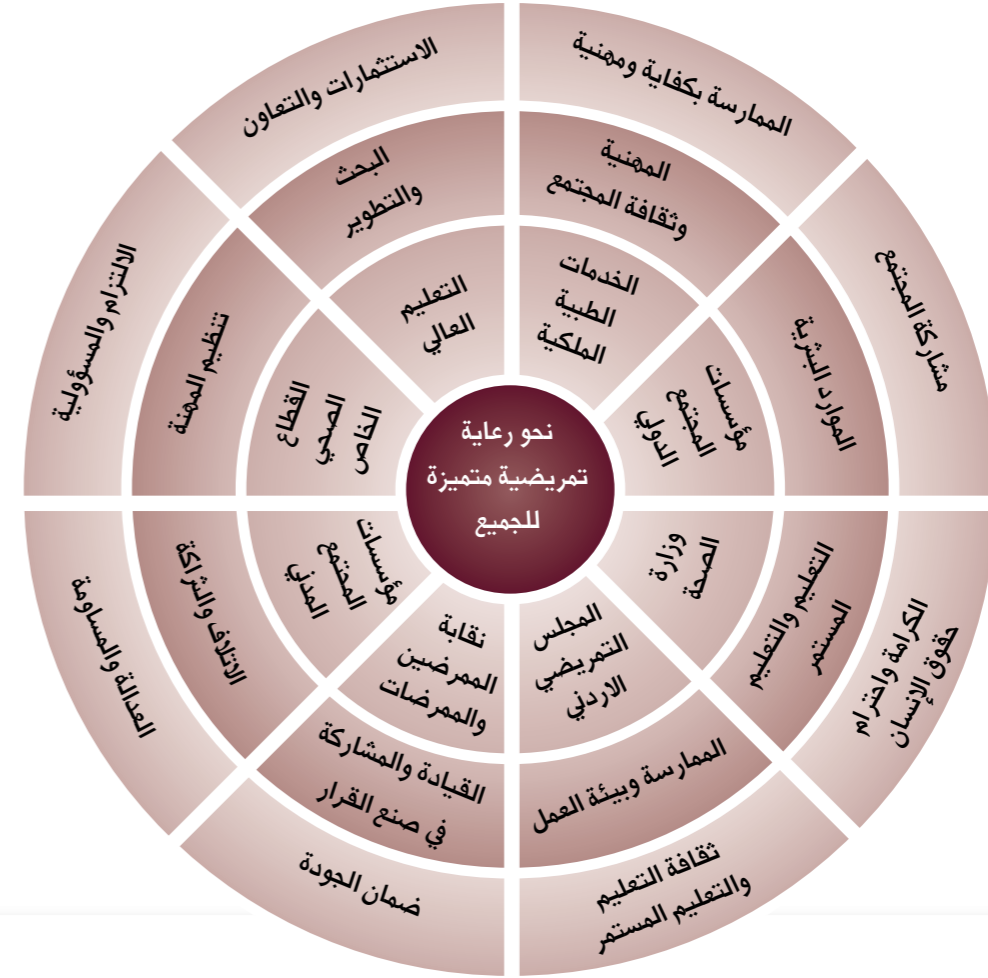 نحو رعاية
تمريضية متميزة
للجميع
الخدمات
الطبية
الملكية
مؤسسات
المجتمع
الدولي
وزارة
الصحة
المجلس
التمريضي
الاردني
نقابة
الممرضين
والممرضات
مؤسسات
المجتمع
المدني
القطاع
الصحي
الخاص
التعليم
العالي
المهنية
وثقافة المجتمع
الموارد البشرية
التعليم والتعليم
المستمر
الممارسة وبيئة العمل
القيادة والمشاركة
في صنع القرار
الائتلاف والشراكة
تنظيم المهنة
البحث
والتطوير
الممارسة بكفاية ومهنية
مشاركة المجتمع
الكرامة واحترام
حقوق الإنسان
ثقافة التعليم
والتعليم المستمر
ضمان الجودة
العدالة والمساومة
الالتزام والمسؤولية
الاستثمارات والتعاون